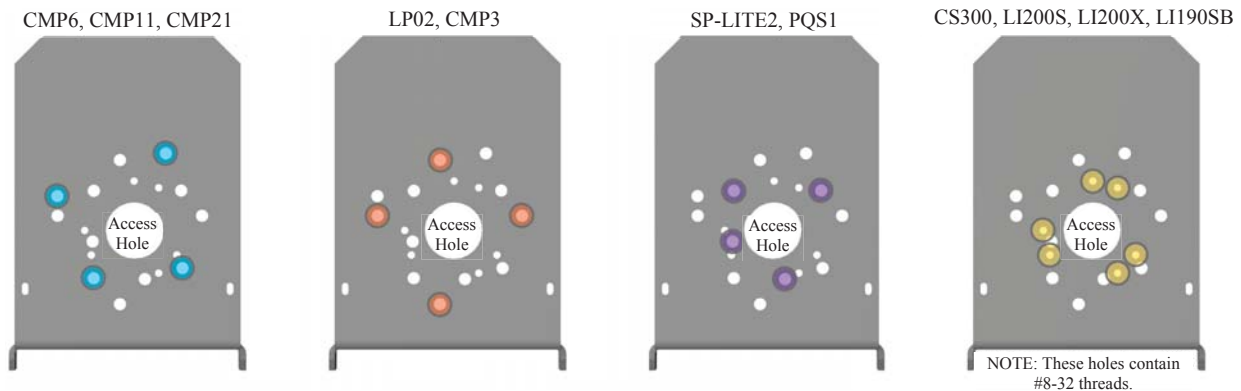 CMP6, CMP11, CMP21
LP02, CMP3
SP-LITE2, PQS1
CS300, LI200S, LI200X, LI190SB
Access
Hole
Access
Hole
Access
Hole
Access
Hole
NOTE: These holes contain
#8-32 threads.